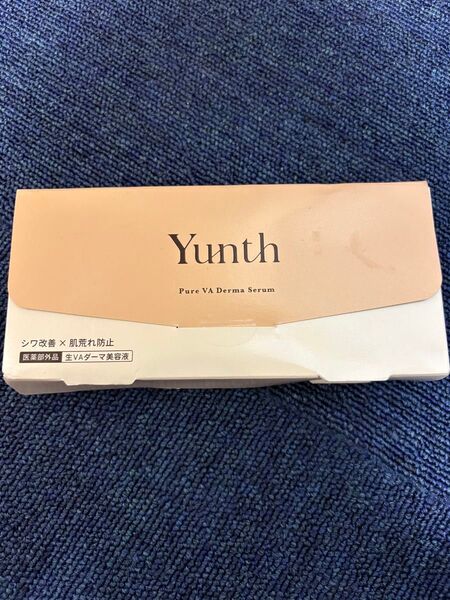 Yunth
Pure VA Derma Serum
シワ改善 × 肌荒れ防止
医薬部外品 生VAダーマ美容液